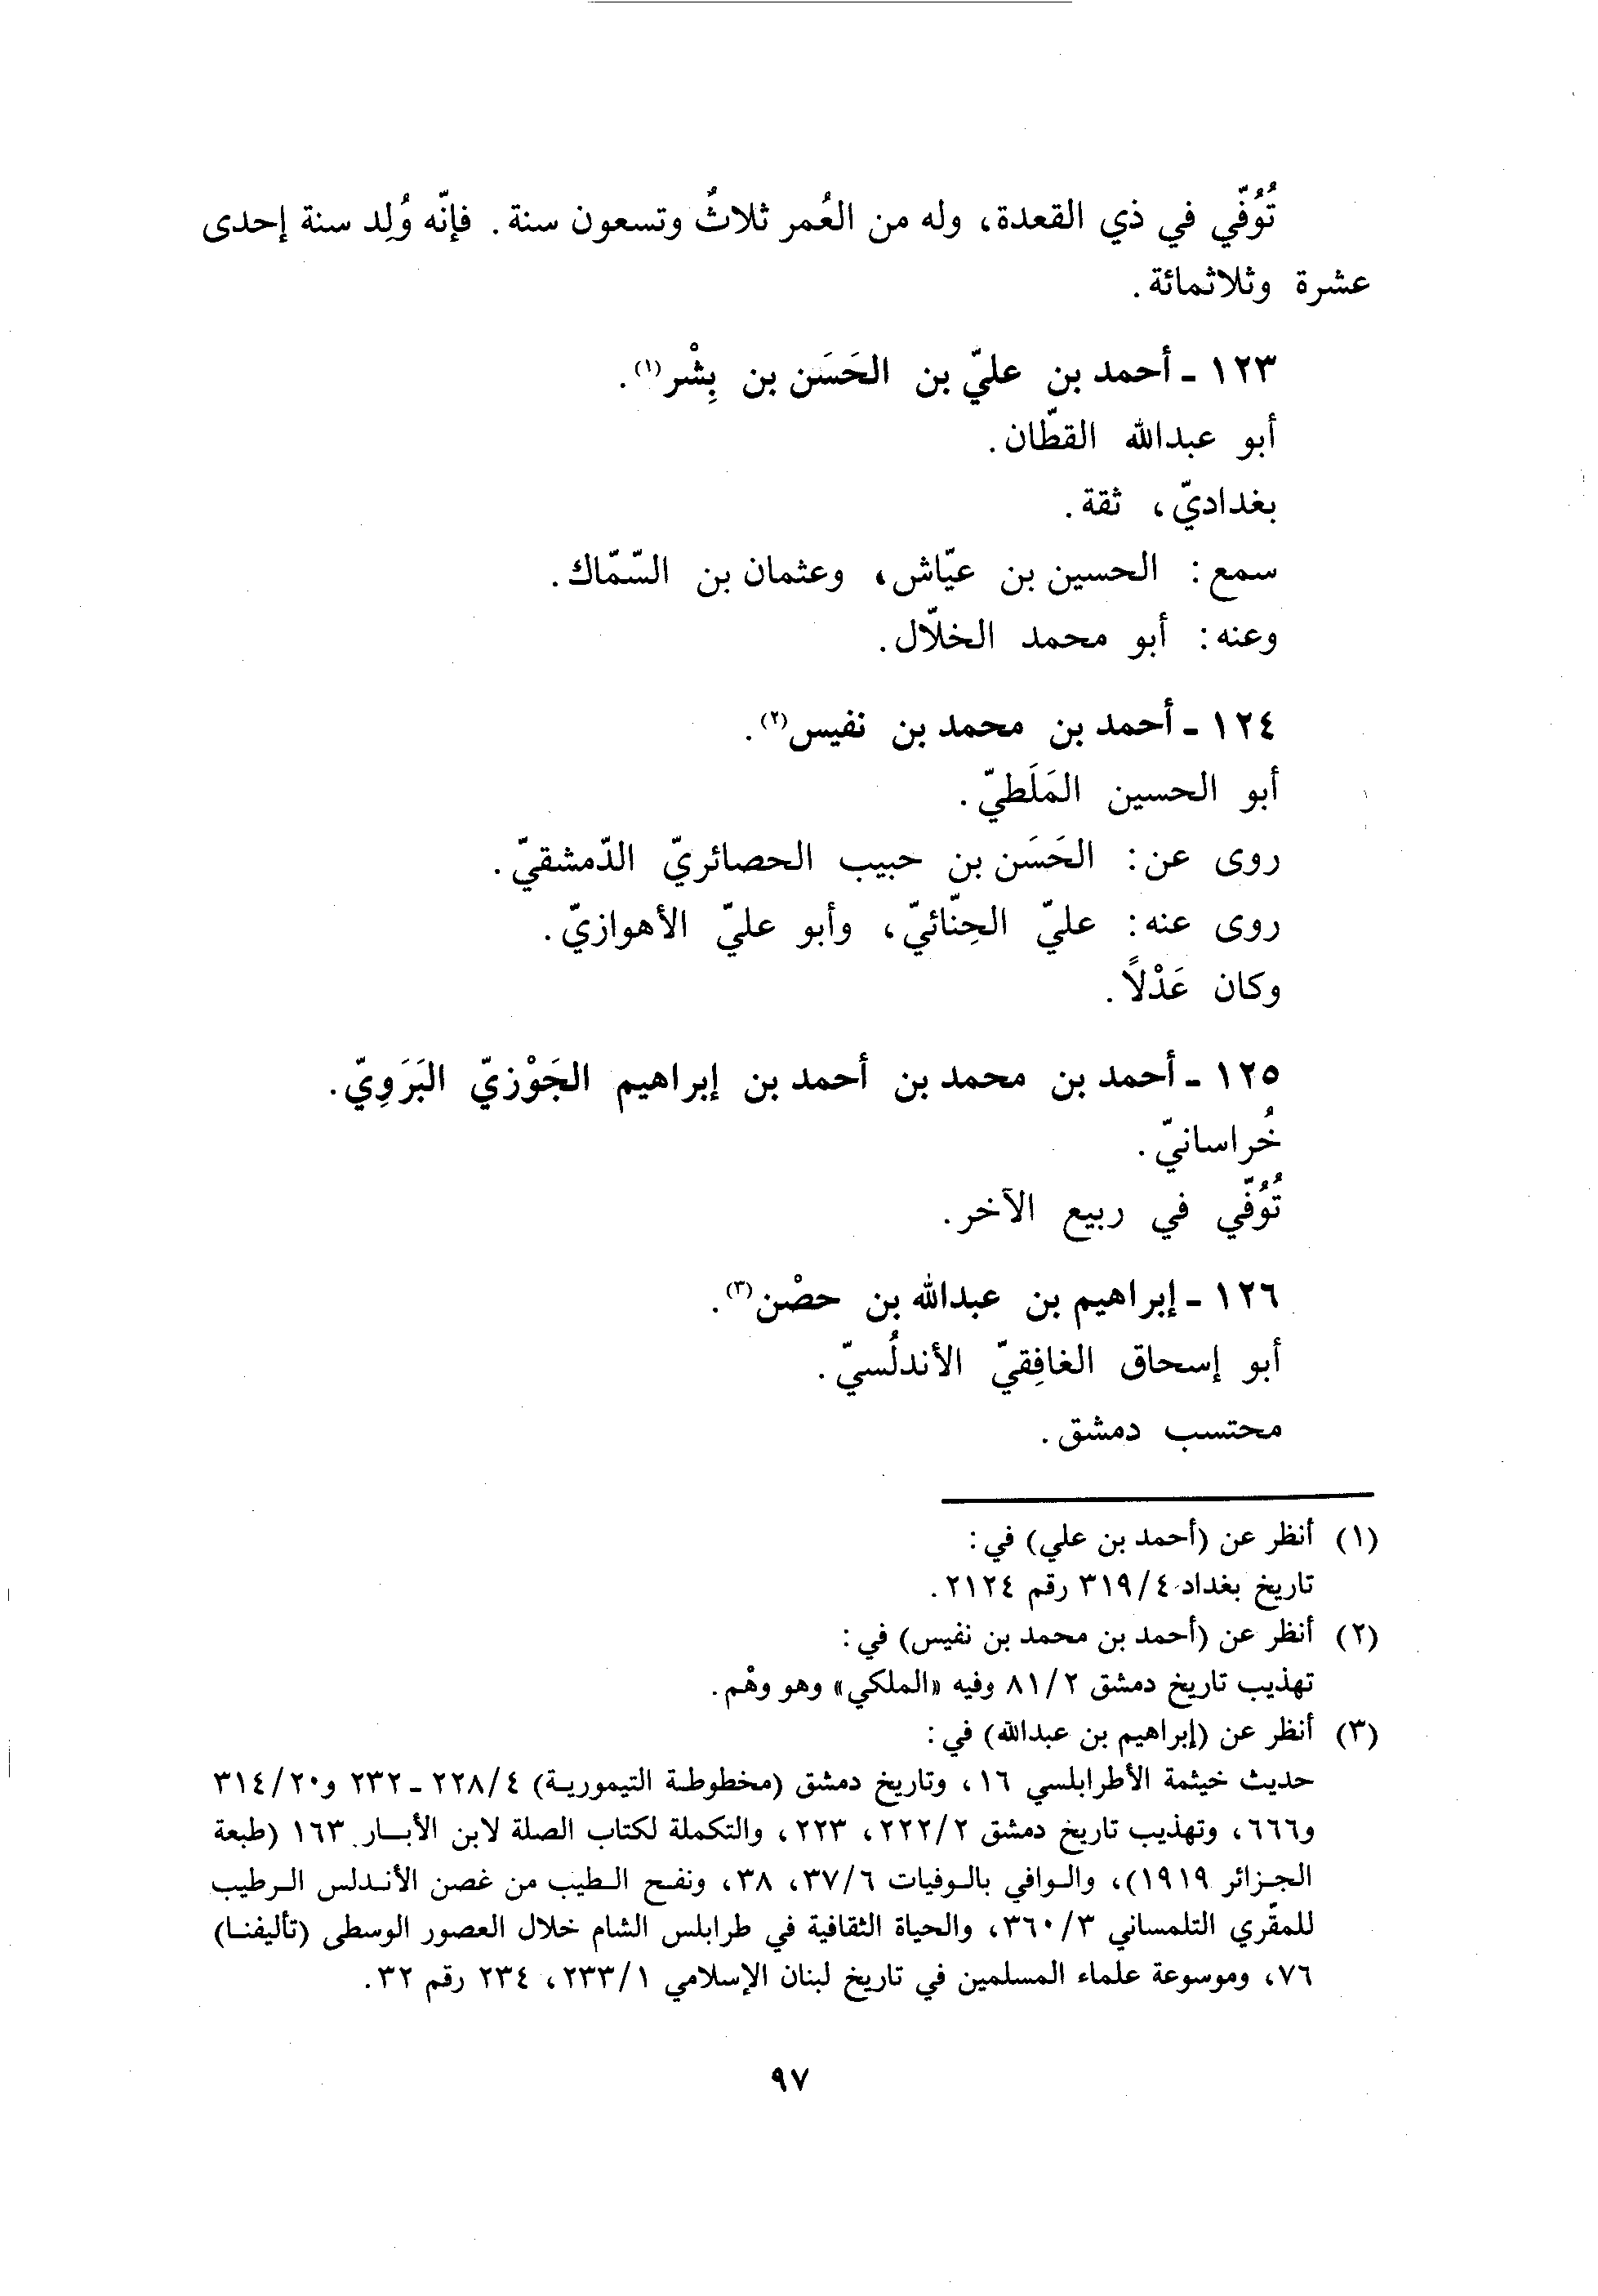 تُوُفّي في ذي القعدة، وله من العُمر ثلاثٌ وتسعون سنة. فإنّه وُلِد سنة إحدى
عشرة وثلاثمائة.
١٢٣ ـ أحمد بن عليّ بن الحَسَن بن بِشْر(١).
أبو عبدالله القطّان.
بغداديّ، ثقة.
سمع: الحسين بن عيّاش، وعثمان بن السّمّاك.
وعنه: أبو محمد الخلّال.
١٢٤ ـ أحمد بن محمد بن نفيس(٢).
أبو الحسين المَلَطيّ.
روى عن: الحَسَن بن حبيب الحصائريّ الدّمشقيّ.
روى عنه: عليّ الحِنّائيّ، وأبو عليّ الأهوازيّ.
وكان عَدْلاً.
١٢٥ ـ أحمد بن محمد بن أحمد بن إبراهيم الجَوْزيّ البَرَوِيّ.
خُراسانيّ.
تُوُفّي في ربيع الآخر.
١٢٦ ـ إبراهيم بن عبدالله بن حصْن(٣).
أبو إسحاق الغافِقيّ الأندلُسيّ.
محتسب دمشق.
(١) أنظر عن (أحمد بن علي) في:
تاريخ بغداد ٣١٩/٤ رقم ٢١٢٤.
(٢) أنظر عن (أحمد بن محمد بن نفيس) في:
تهذيب تاريخ دمشق ٨١/٢ وفيه «الملكي» وهو وهْم.
(٣) أنظر عن (إبراهيم بن عبدالله) في:
حديث خيثمة الأطرابلسي ١٦، وتاريخ دمشق (مخطوطة التيمورية) ٢٢٨/٤ ـ ٢٣٢ و٣١٤/٢٠
و٦٦٦، وتهذيب تاريخ دمشق ٢٢٢/٢، ٢٢٣، والتكملة لكتاب الصلة لابن الأبار ١٦٣ (طبعة
الجزائر ١٩١٩)، والوافي بالوفيات ٣٧/٦، ٣٨، ونفح الطيب من غصن الأندلس الرطيب
للمقّري التلمساني ٣٦٠/٣، والحياة الثقافية في طرابلس الشام خلال العصور الوسطى (تأليفنا)
٧٦، وموسوعة علماء المسلمين في تاريخ لبنان الإسلامي ٢٣٣/١، ٢٣٤ رقم ٣٢.
٩٧